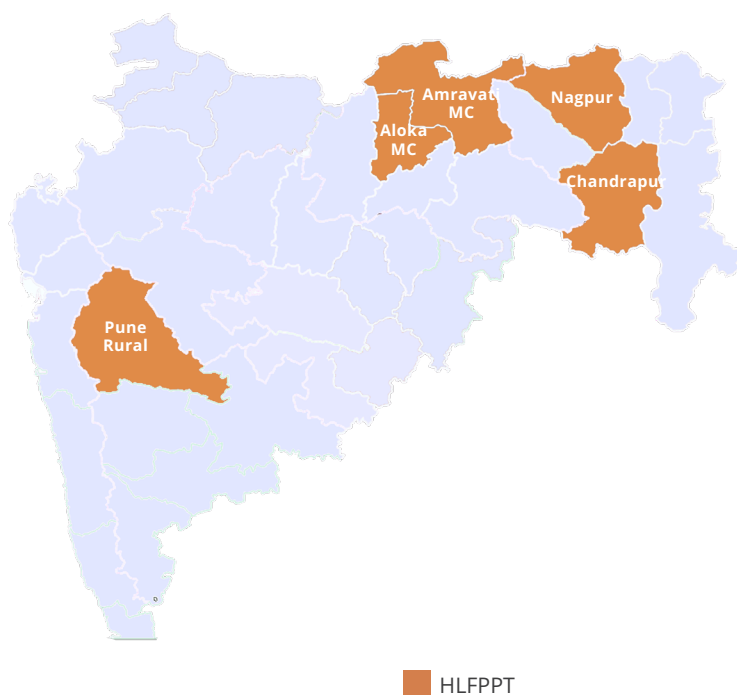 Amravati
MC
Nagpur
Aloka
MC
Chandrapur
Pune
Rural
HLFPPT